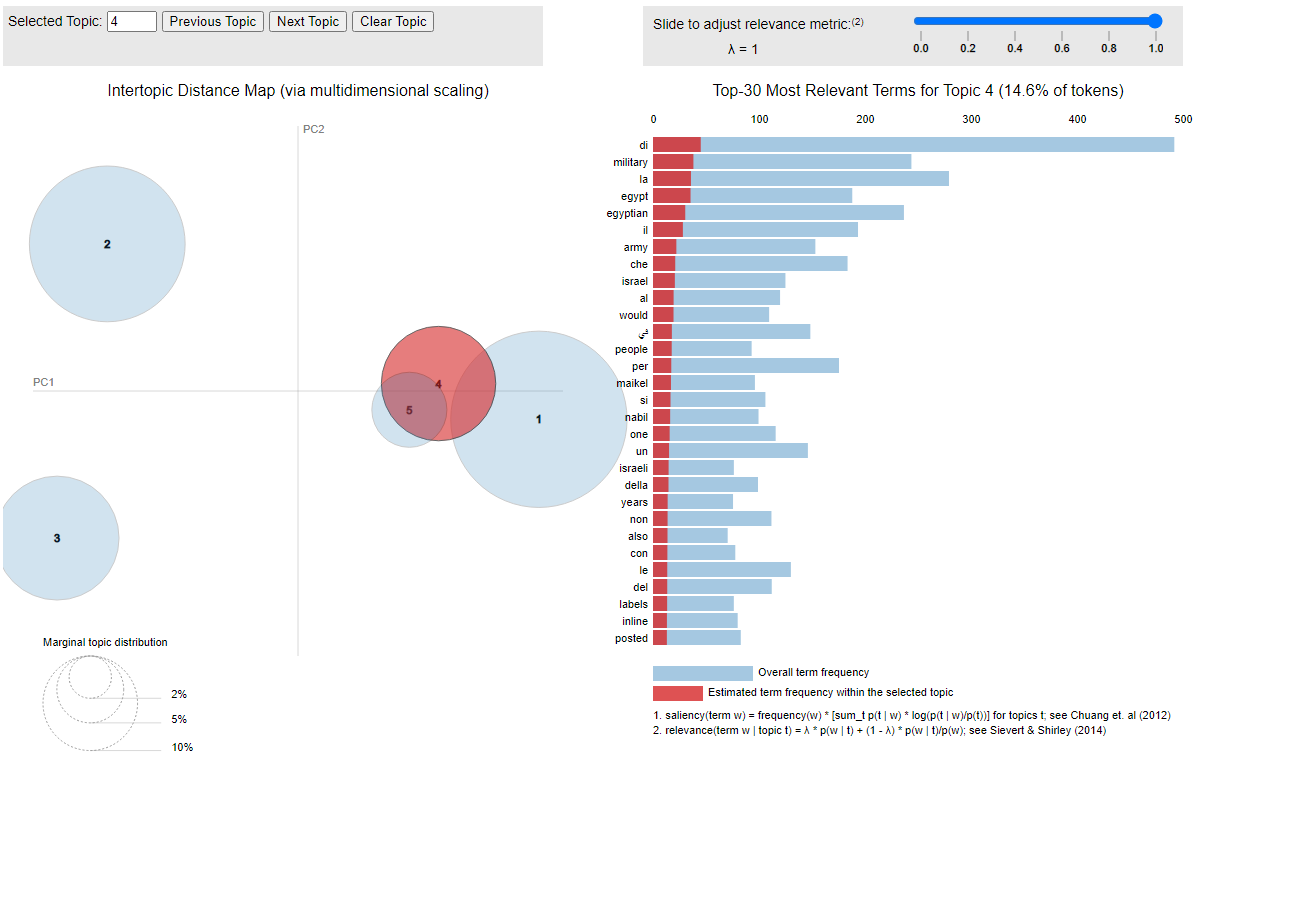 Selected Topic: 4 Previous Topic Next Topic Clear Topic
Slide to adjust relevance metric:(2)
λ = 1
0.0 0.2 0.4 0.6 0.8 1.0
Intertopic Distance Map (via multidimensional scaling)
PC2
PC1
2
4
5
1
3
Marginal topic distribution
2%
5%
10%
Top-30 Most Relevant Terms for Topic 4 (14.6% of tokens)
0 100 200 300 400 500
di
military
la
egypt
egyptian
il
army
che
israel
al
would
في
people
per
maikel
si
nabil
one
un
israeli
della
years
non
also
con
le
del
labels
inline
posted
Overall term frequency
Estimated term frequency within the selected topic
1. saliency(term w) = frequency(w) * [sum_t p(t | w) * log(p(t | w)/p(t))] for topics t; see Chuang et. al (2012)
2. relevance(term w | topic t) = λ * p(w | t) + (1 - λ) * p(w | t)/p(w); see Sievert & Shirley (2014)